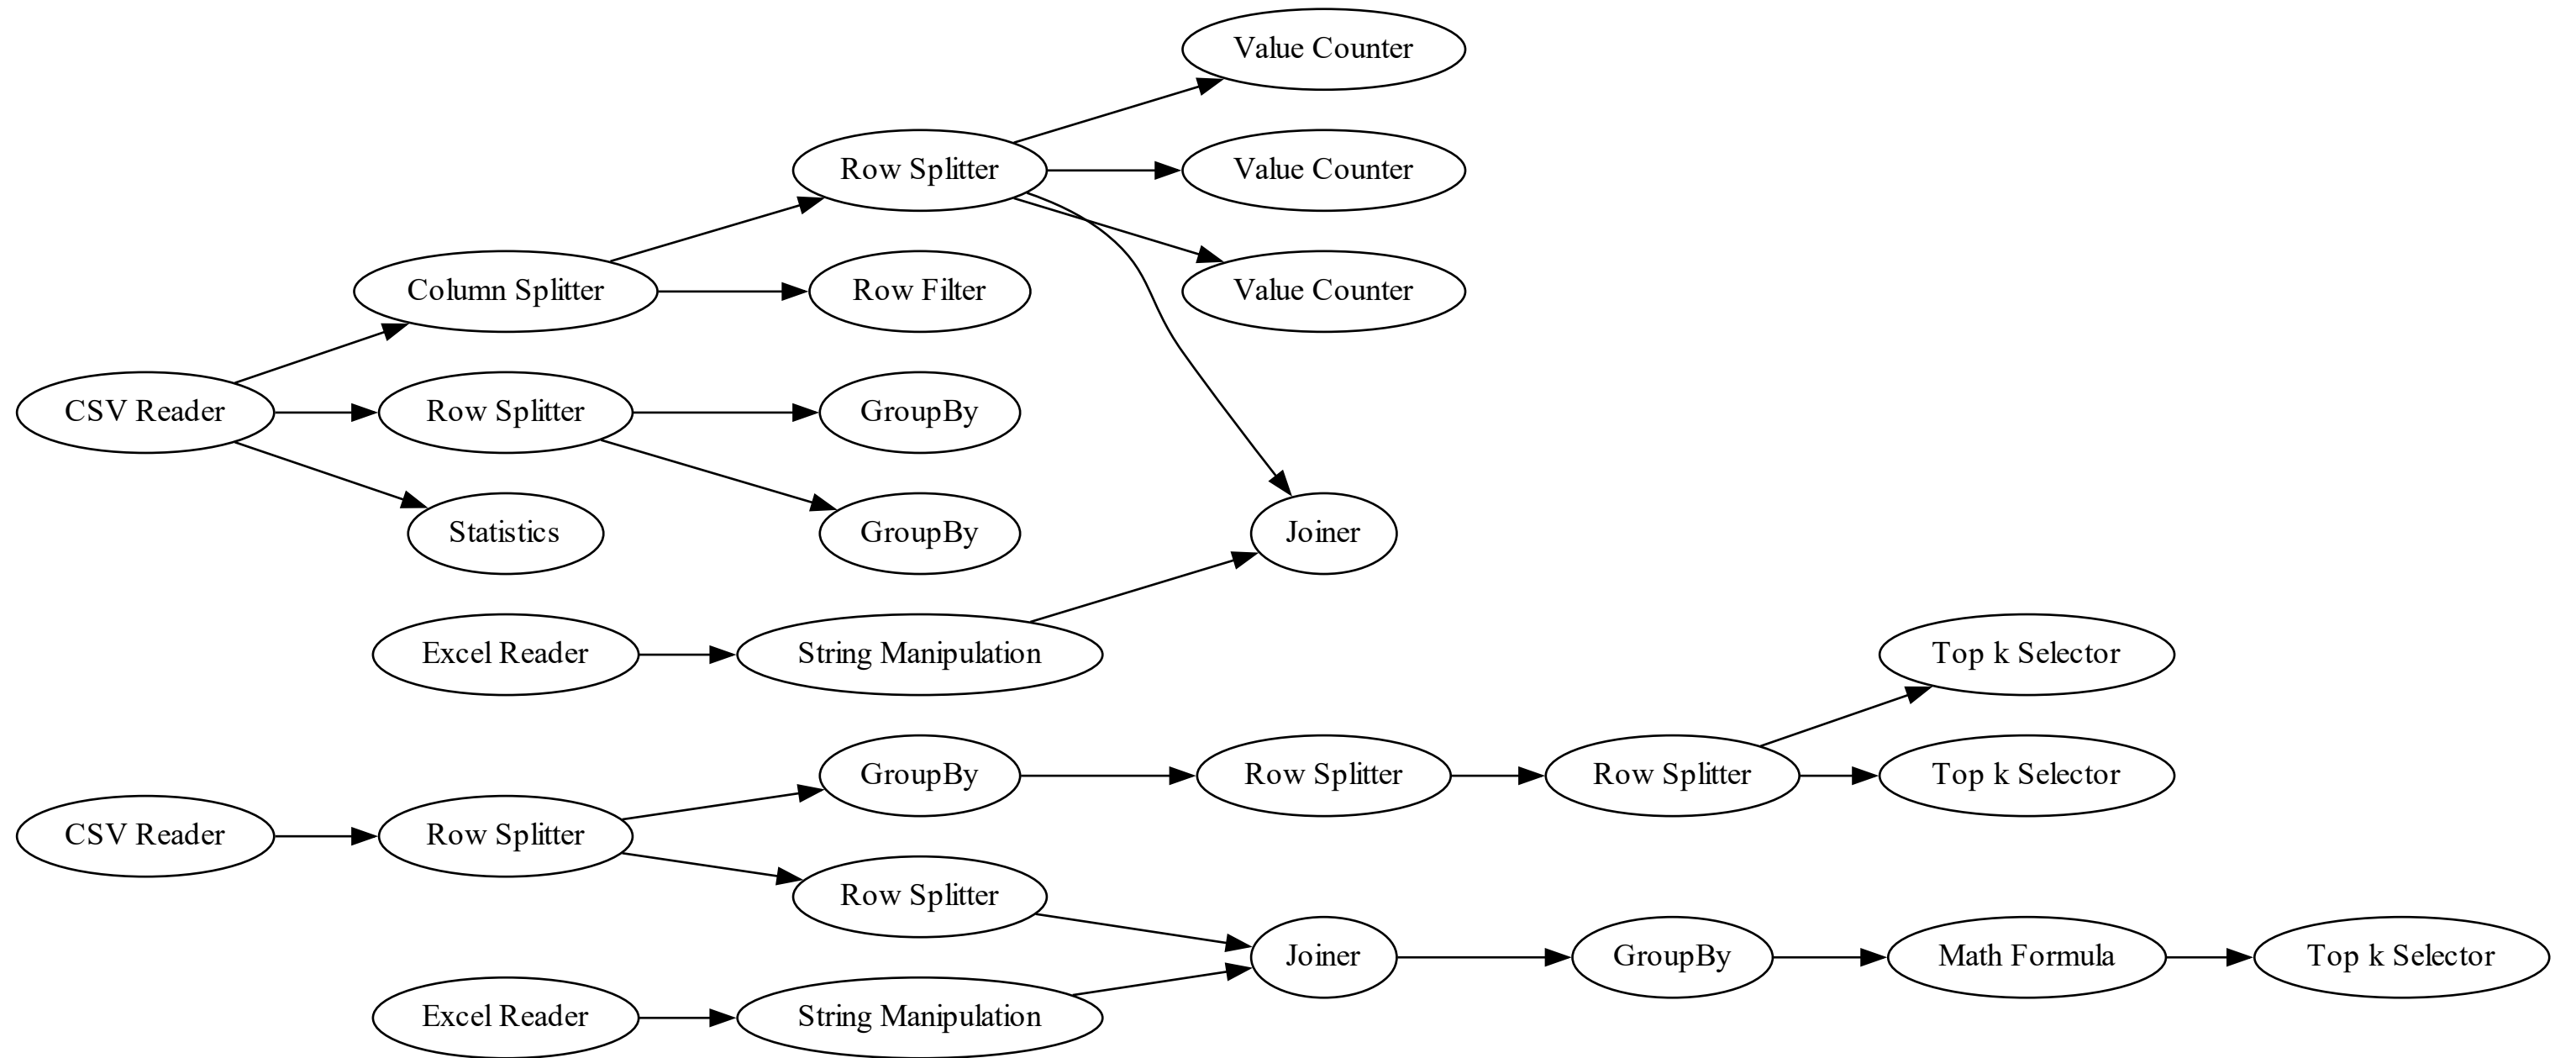 Value Counter
Row Splitter
Value Counter
Column Splitter
Row Filter
Value Counter
CSV Reader
Row Splitter
GroupBy
Statistics
GroupBy
Joiner
Excel Reader
String Manipulation
Top k Selector
GroupBy
Row Splitter
Row Splitter
Top k Selector
CSV Reader
Row Splitter
Row Splitter
Joiner
GroupBy
Math Formula
Top k Selector
Excel Reader
String Manipulation